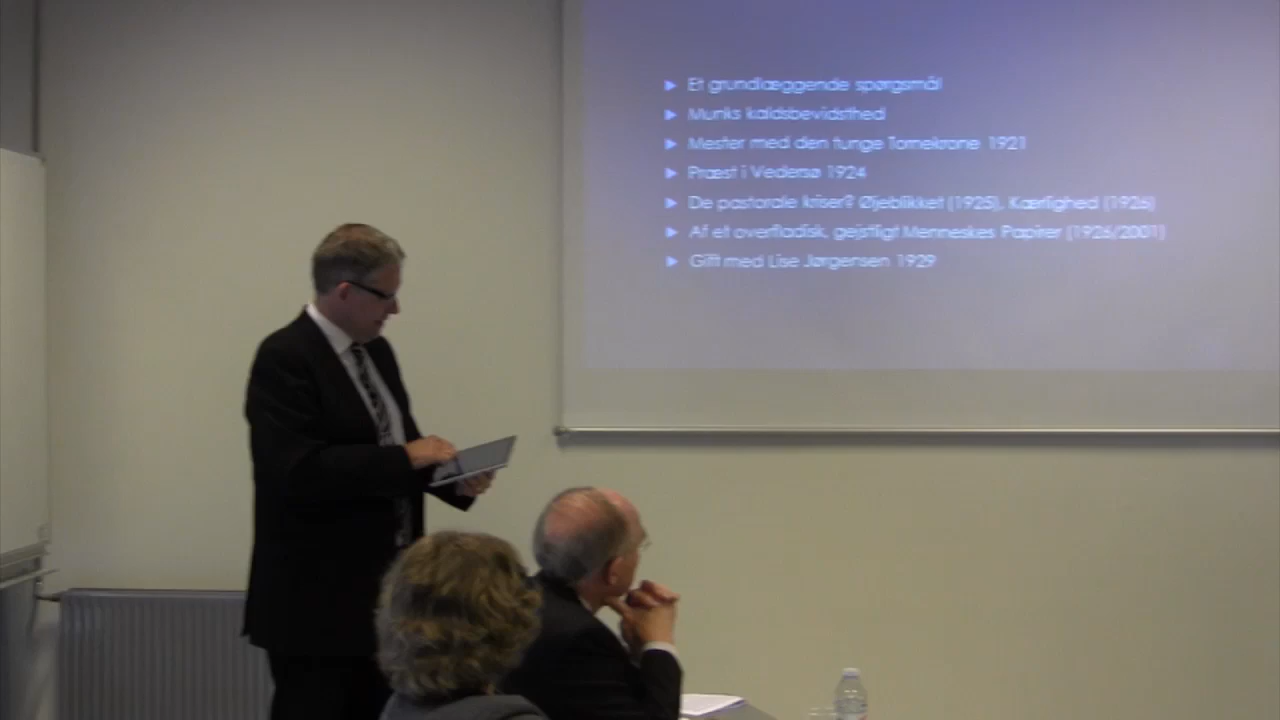 Et grundlæggende spørgsmål
Munks kaldsbevidsthed
Mester med den tunge Tornekrone 1921
Præst i Vedersø 1924
De pastorale kriser? Øjeblikket (1925), Kærlighed (1926)
Af et overfladisk, gejstligt Menneskes Papirer (1926/2001)
Gift med Lise Jørgensen 1929